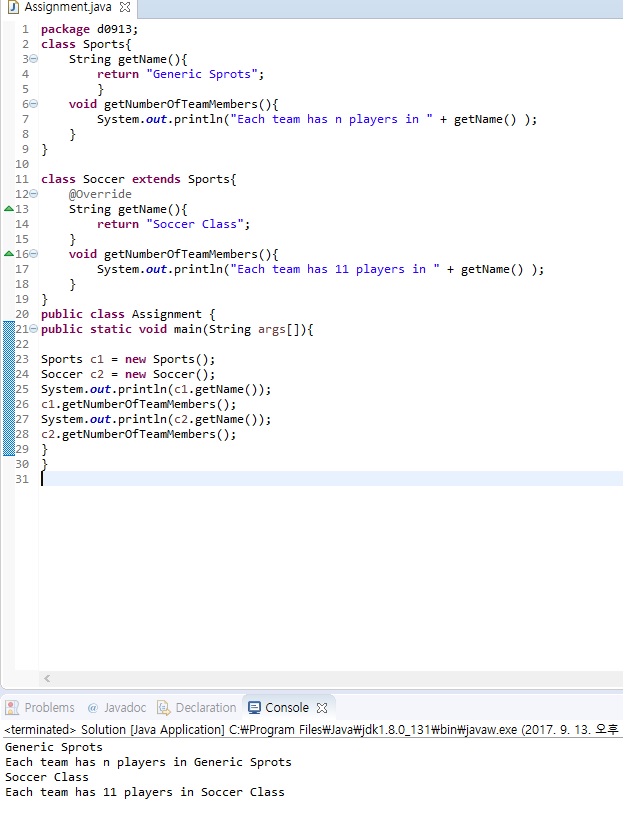 Assignment.java
1 package d0913;
2 class Sports{
3 String getName(){
4 return "Generic Sprots";
5 }
6 void getNumberOfTeamMembers(){
7 System.out.println("Each team has n players in " + getName() );
8 }
9 }
10
11 class Soccer extends Sports{
12 @Override
13 String getName(){
14 return "Soccer Class";
15 }
16 void getNumberOfTeamMembers(){
17 System.out.println("Each team has 11 players in " + getName() );
18 }
19 }
20 public class Assignment {
21 public static void main(String args[]){
22
23 Sports c1 = new Sports();
24 Soccer c2 = new Soccer();
25 System.out.println(c1.getName());
26 c1.getNumberOfTeamMembers();
27 System.out.println(c2.getName());
28 c2.getNumberOfTeamMembers();
29 }
30 }
31
Problems @ Javadoc Declaration Console
<terminated> Solution [Java Application] C:₩Program Files₩Java₩jdk1.8.0_131₩bin₩javaw.exe (2017. 9. 13. 오후
Generic Sprots
Each team has n players in Generic Sprots
Soccer Class
Each team has 11 players in Soccer Class